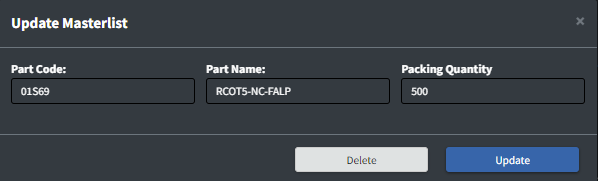 Update Masterlist
×
Part Code: Part Name: Packing Quantity
01S69 RCOT5-NC-FALP 500
Delete Update